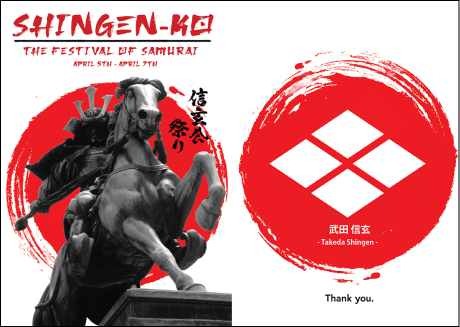 SHINGEN-KO
THE FESTIVAL OF SAMURAI
APRIL 5TH - APRIL 7TH
信玄公
祭り
武田 信玄
- Takeda Shingen -
Thank you.